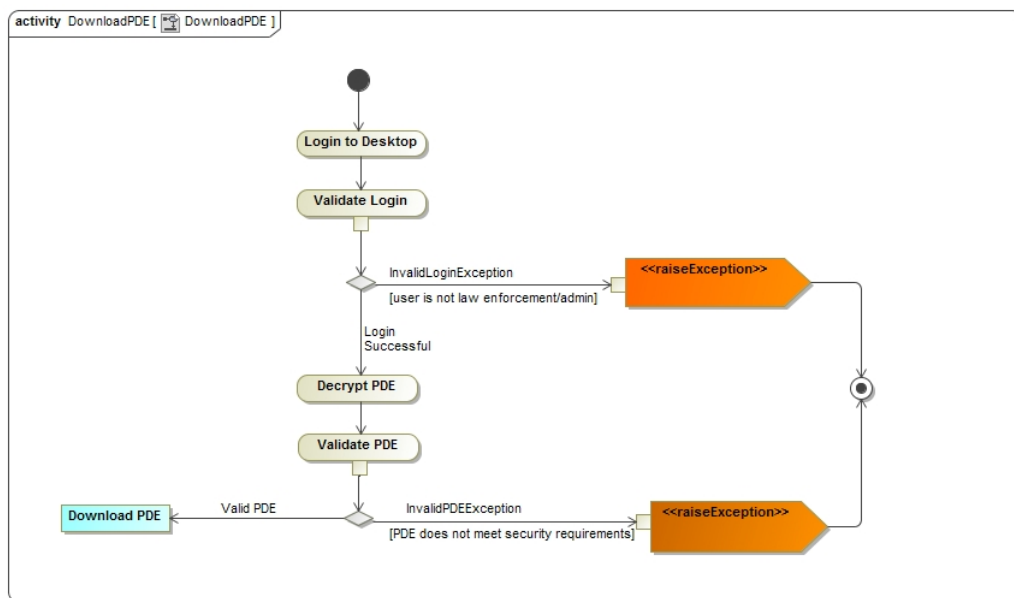 activity DownloadPDE[ DownloadPDE ]
Login to Desktop
Validate Login
InvalidLoginException
[user is not law enforcement/admin]
<<raiseException>>
Login
Successful
Decrypt PDE
Validate PDE
Download PDE
Valid PDE
InvalidPDEException
[PDE does not meet security requirements]
<<raiseException>>